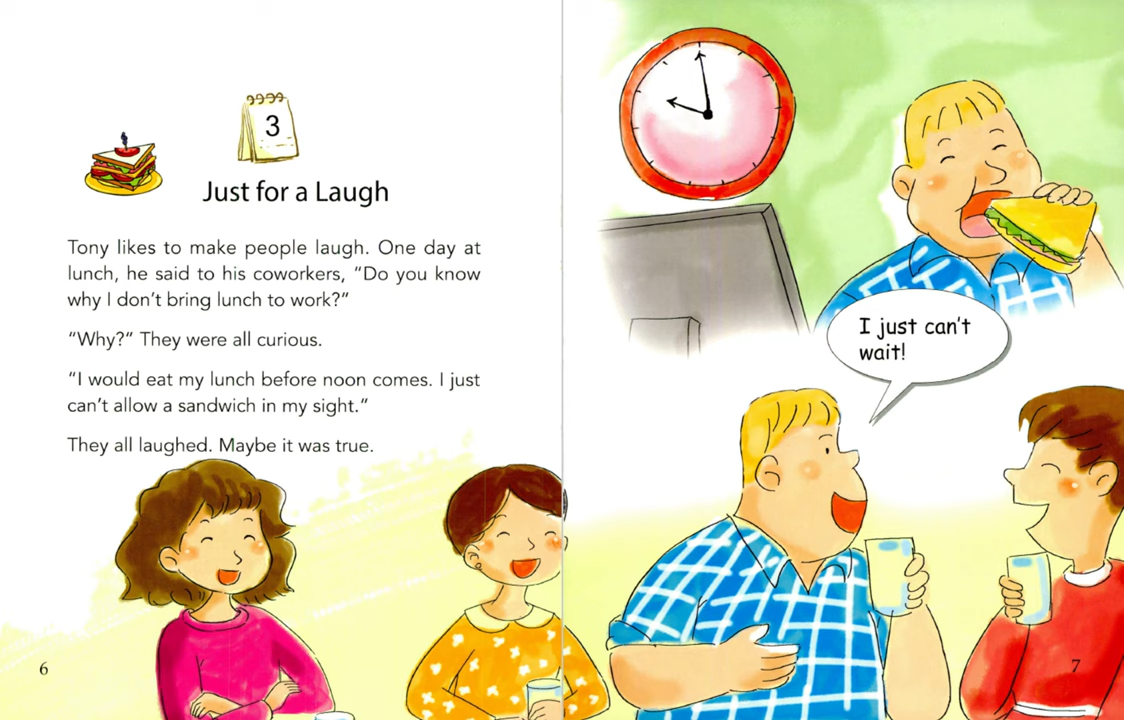 3
Just for a Laugh
Tony likes to make people laugh. One day at
lunch, he said to his coworkers, “Do you know
why I don’t bring lunch to work?”
“Why?” They were all curious.
“I would eat my lunch before noon comes. I just
can’t allow a sandwich in my sight.”
They all laughed. Maybe it was true.
6
I just can’t
wait!
7